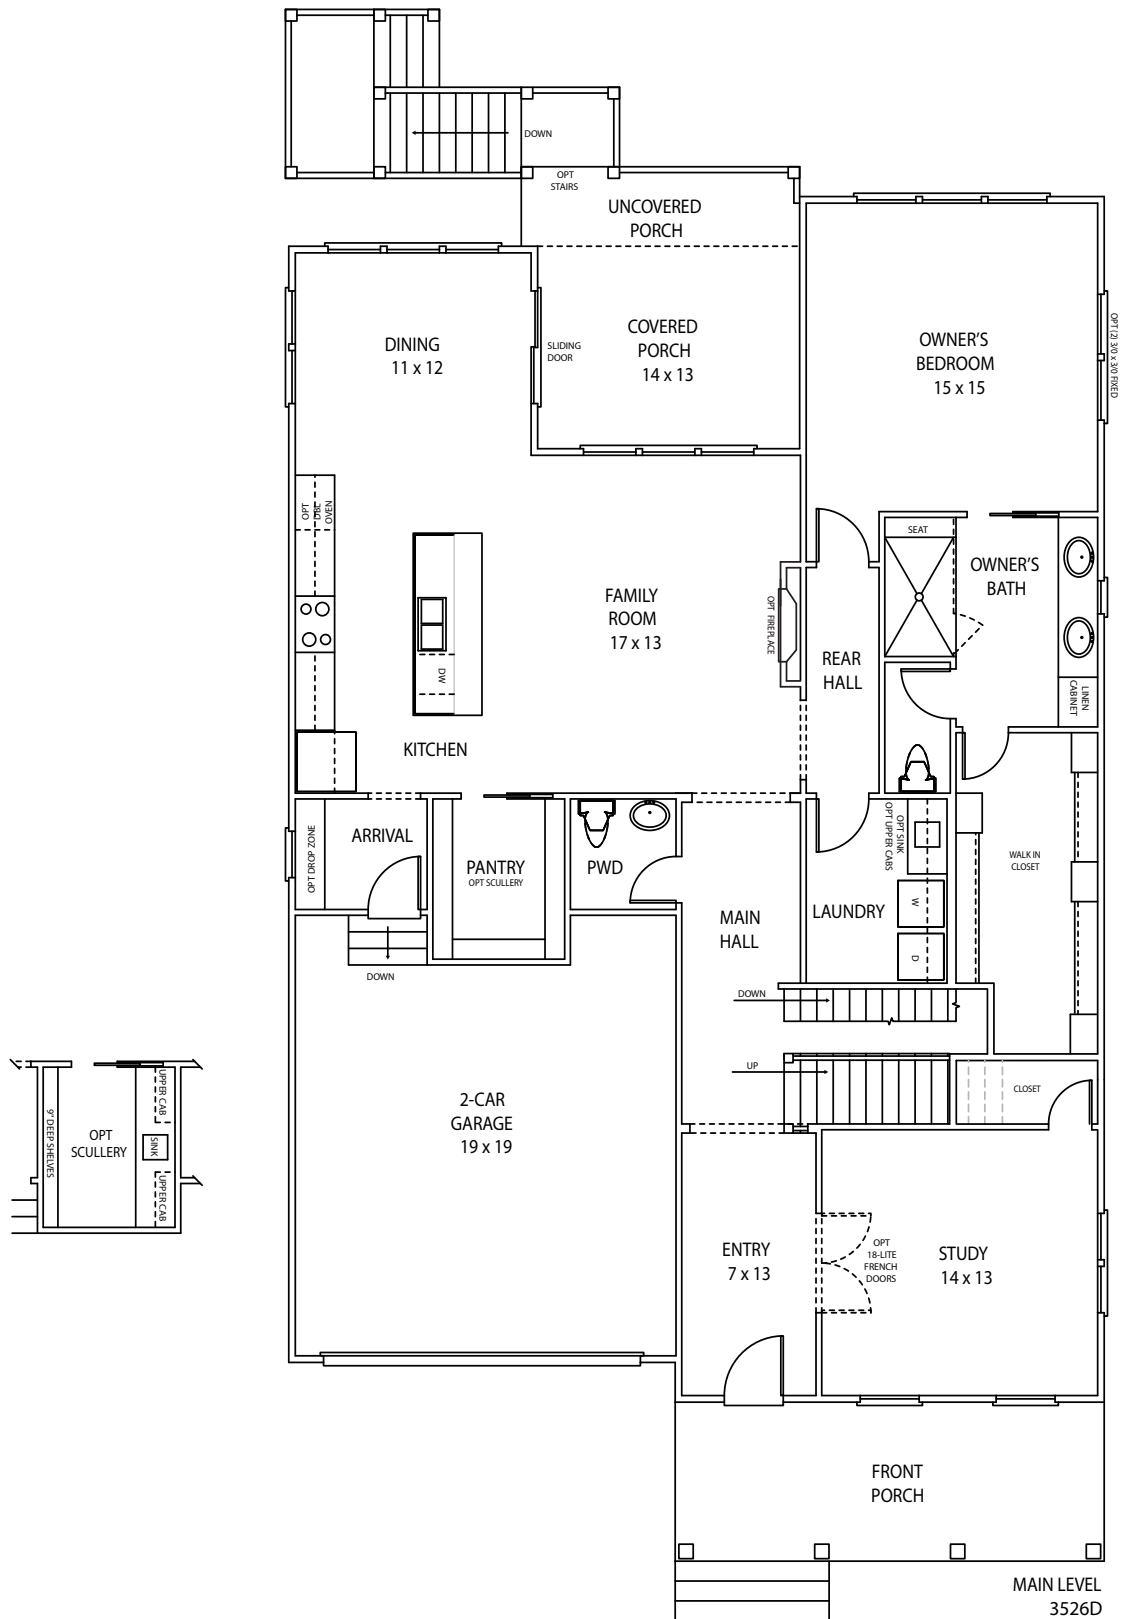 DOWN
OPT
STAIRS
UNCOVERED
PORCH
DINING
11 x 12
SLIDING
DOOR
COVERED
PORCH
14 x 13
OWNER'S
BEDROOM
15 x 15
OPT (2) 3/0 x 3/0 FIXED
OPT
DBL
OVEN
SEAT
OWNER'S
BATH
FAMILY
ROOM
17 x 13
OPT FIREPLACE
REAR
HALL
DW
LINEN
CABINET
KITCHEN
OPT DROP ZONE
ARRIVAL
PANTRY
OPT SCULLERY
PWD
OPT SINK
OPT UPPER CABS
WALK IN
CLOSET
LAUNDRY
W
D
MAIN
HALL
DOWN
DOWN
UP
CLOSET
9" DEEP SHELVES
OPT
SCULLERY
UPPER CAB
SINK
UPPER CAB
2-CAR
GARAGE
19 x 19
ENTRY
7 x 13
OPT
18-LITE
FRENCH
DOORS
STUDY
14 x 13
FRONT
PORCH
MAIN LEVEL
3526D